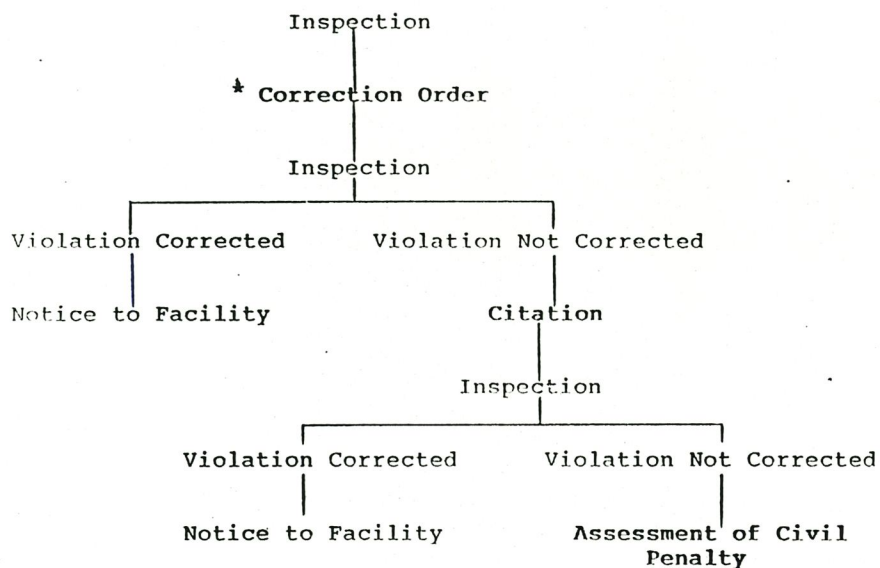 Inspection
* Correction Order
Inspection
Violation Corrected
Violation Not Corrected
Notice to Facility
Citation
Inspection
Violation Corrected
Violation Not Corrected
Notice to Facility
Assessment of Civil
Penalty